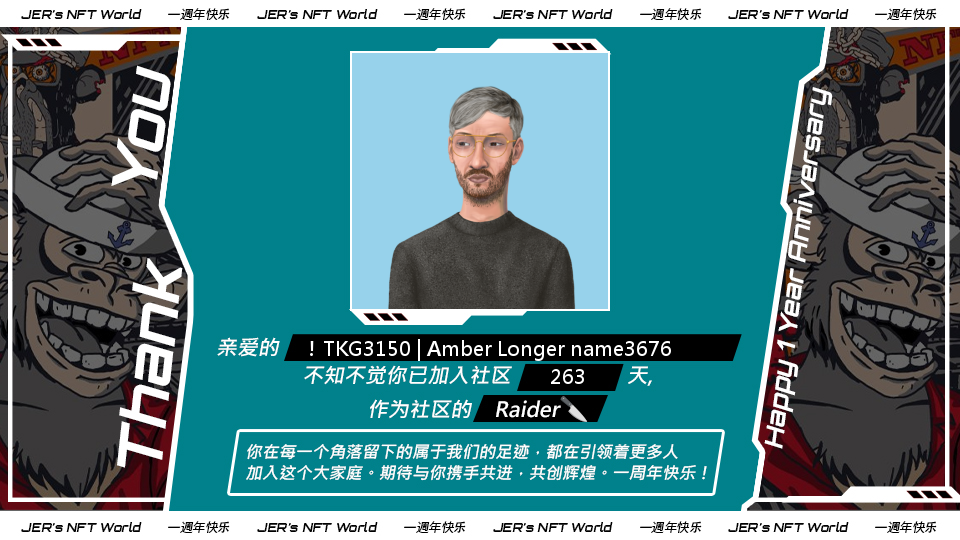 JER's NFT World 一週年快乐 JER's NFT World 一週年快乐 JER's NFT World 一週年快乐 JER's NFT World 一週年快乐
Thank You
亲爱的 ! TKG3150 | Amber Longer name3676
不知不觉你已加入社区 263 天,
作为社区的 Raider🔪
你在每一个角落留下的属于我们的足迹，都在引领着更多人
加入这个大家庭。期待与你携手共进，共创辉煌。一周年快乐！
Happy 1 Year Anniversary
JER's NFT World 一週年快乐 JER's NFT World 一週年快乐 JER's NFT World 一週年快乐 JER's NFT World 一週年快乐